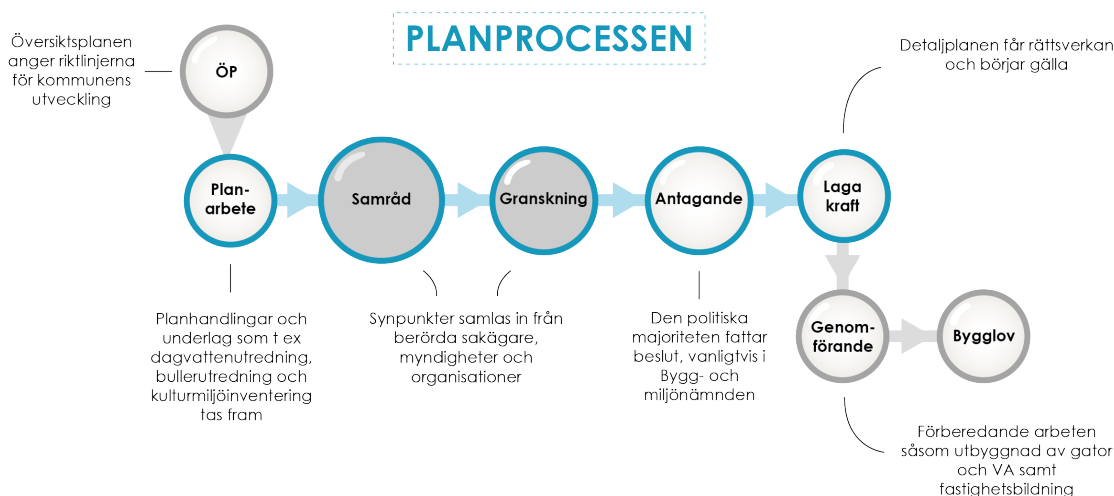 PLANPROCESSEN
Översiktsplanen
anger riktlinjerna
för kommunens
utveckling
ÖP
Plan-
arbete
Samråd
Granskning
Antagande
Laga
kraft
Detaljplanen får rättsverkan
och börjar gälla
Planhandlingar och
underlag som t ex
dagvattenutredning,
bullerutredning och
kulturmiljöinventering
tas fram
Synpunkter samlas in från
berörda sakägare,
myndigheter och
organisationer
Den politiska
majoriteten fattar
beslut, vanligtvis i
Bygg- och
miljönämnden
Genom-
förande
Bygglov
Förberedande arbeten
såsom utbyggnad av gator
och VA samt
fastighetsbildning